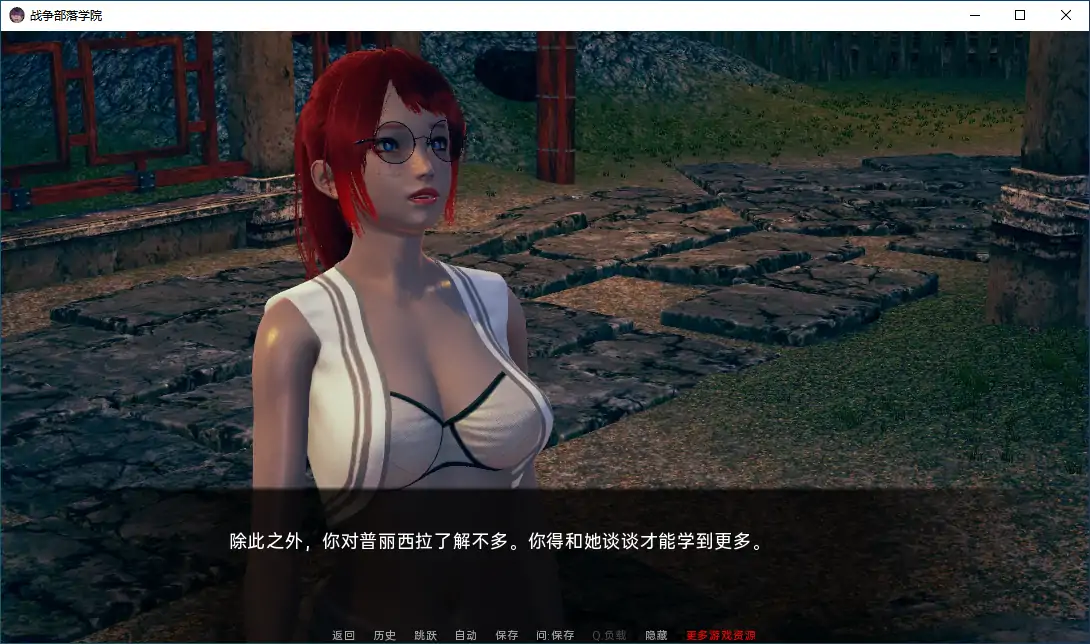 战争部落学院
除此之外，你对普丽西拉了解不多。你得和她谈谈才能学到更多。
返回 历史 跳跃 自动 保存 问:保存 Q.负载 隐藏 更多游戏资源